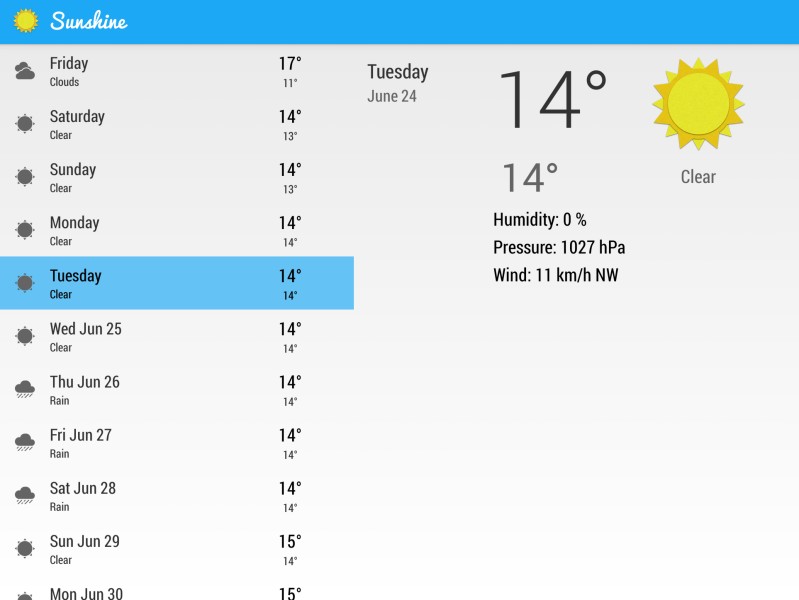 Sunshine
Friday 17°
Clouds 11°
Saturday 14°
Clear 13°
Sunday 14°
Clear 13°
Monday 14°
Clear 14°
Tuesday 14°
Clear 14°
Wed Jun 25 14°
Clear 14°
Thu Jun 26 14°
Rain 14°
Fri Jun 27 14°
Rain 14°
Sat Jun 28 14°
Rain 14°
Sun Jun 29 15°
Clear 14°
Mon Jun 30 15°
Tuesday
June 24
14°
14°
Clear
Humidity: 0 %
Pressure: 1027 hPa
Wind: 11 km/h NW